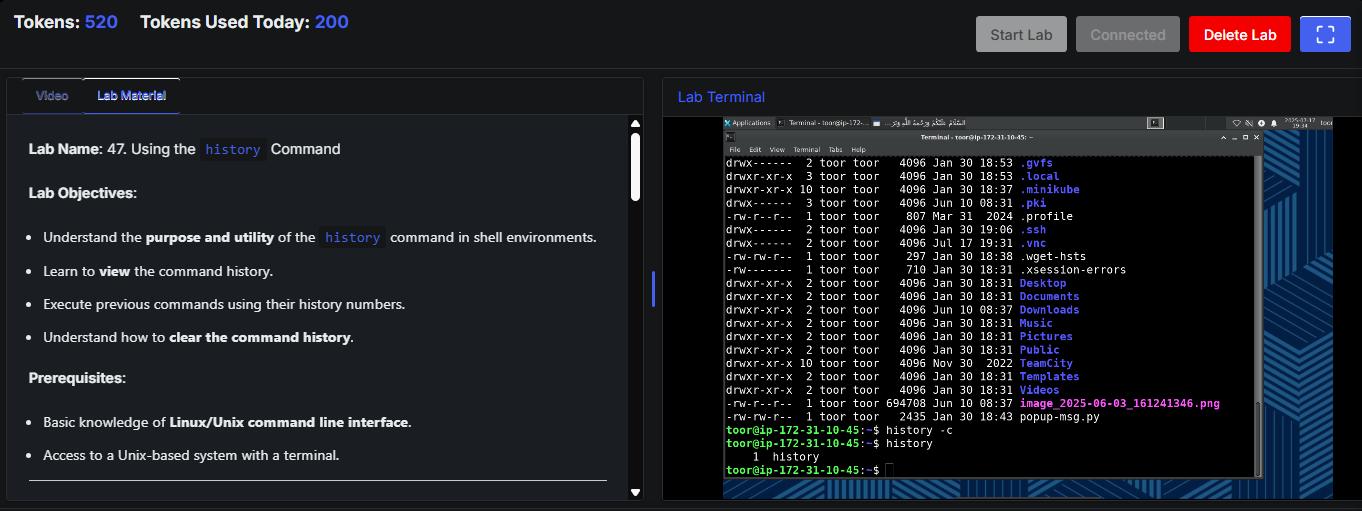 Tokens: 520 Tokens Used Today: 200
Start Lab
Connected
Delete Lab
Video
Lab Material
Lab Name: 47. Using the history Command
Lab Objectives:
Understand the purpose and utility of the history command in shell environments.
Learn to view the command history.
Execute previous commands using their history numbers.
Understand how to clear the command history.
Prerequisites:
Basic knowledge of Linux/Unix command line interface.
Access to a Unix-based system with a terminal.
Lab Terminal
Applications
Terminal - toor@ip-172-...
2025-07-17
19:34
toor
Terminal - toor@ip-172-31-10-45: ~
File Edit View Terminal Tabs Help
drwx------ 2 toor toor 4096 Jan 30 18:53 .gvfs
drwxr-xr-x 3 toor toor 4096 Jan 30 18:53 .local
drwxr-xr-x 10 toor toor 4096 Jan 30 18:37 .minikube
drwx------ 3 toor toor 4096 Jun 10 08:31 .pki
-rw-r--r-- 1 toor toor 807 Mar 31 2024 .profile
drwx------ 2 toor toor 4096 Jan 30 19:06 .ssh
drwx------ 2 toor toor 4096 Jul 17 19:31 .vnc
-rw-rw-r-- 1 toor toor 297 Jan 30 18:38 .wget-hsts
-rw------- 1 toor toor 710 Jan 30 18:31 .xsession-errors
drwxr-xr-x 2 toor toor 4096 Jan 30 18:31 Desktop
drwxr-xr-x 2 toor toor 4096 Jan 30 18:31 Documents
drwxr-xr-x 2 toor toor 4096 Jun 10 08:37 Downloads
drwxr-xr-x 2 toor toor 4096 Jan 30 18:31 Music
drwxr-xr-x 2 toor toor 4096 Jan 30 18:31 Pictures
drwxr-xr-x 2 toor toor 4096 Jan 30 18:31 Public
drwxr-xr-x 10 toor toor 4096 Nov 30 2022 TeamCity
drwxr-xr-x 2 toor toor 4096 Jan 30 18:31 Templates
drwxr-xr-x 2 toor toor 4096 Jan 30 18:31 Videos
-rw-r--r-- 1 toor toor 694708 Jun 10 08:37 image_2025-06-03_161241346.png
-rw-rw-r-- 1 toor toor 2435 Jan 30 18:43 popup-msg.py
toor@ip-172-31-10-45:~$ history -c
toor@ip-172-31-10-45:~$ history
1 history
toor@ip-172-31-10-45:~$